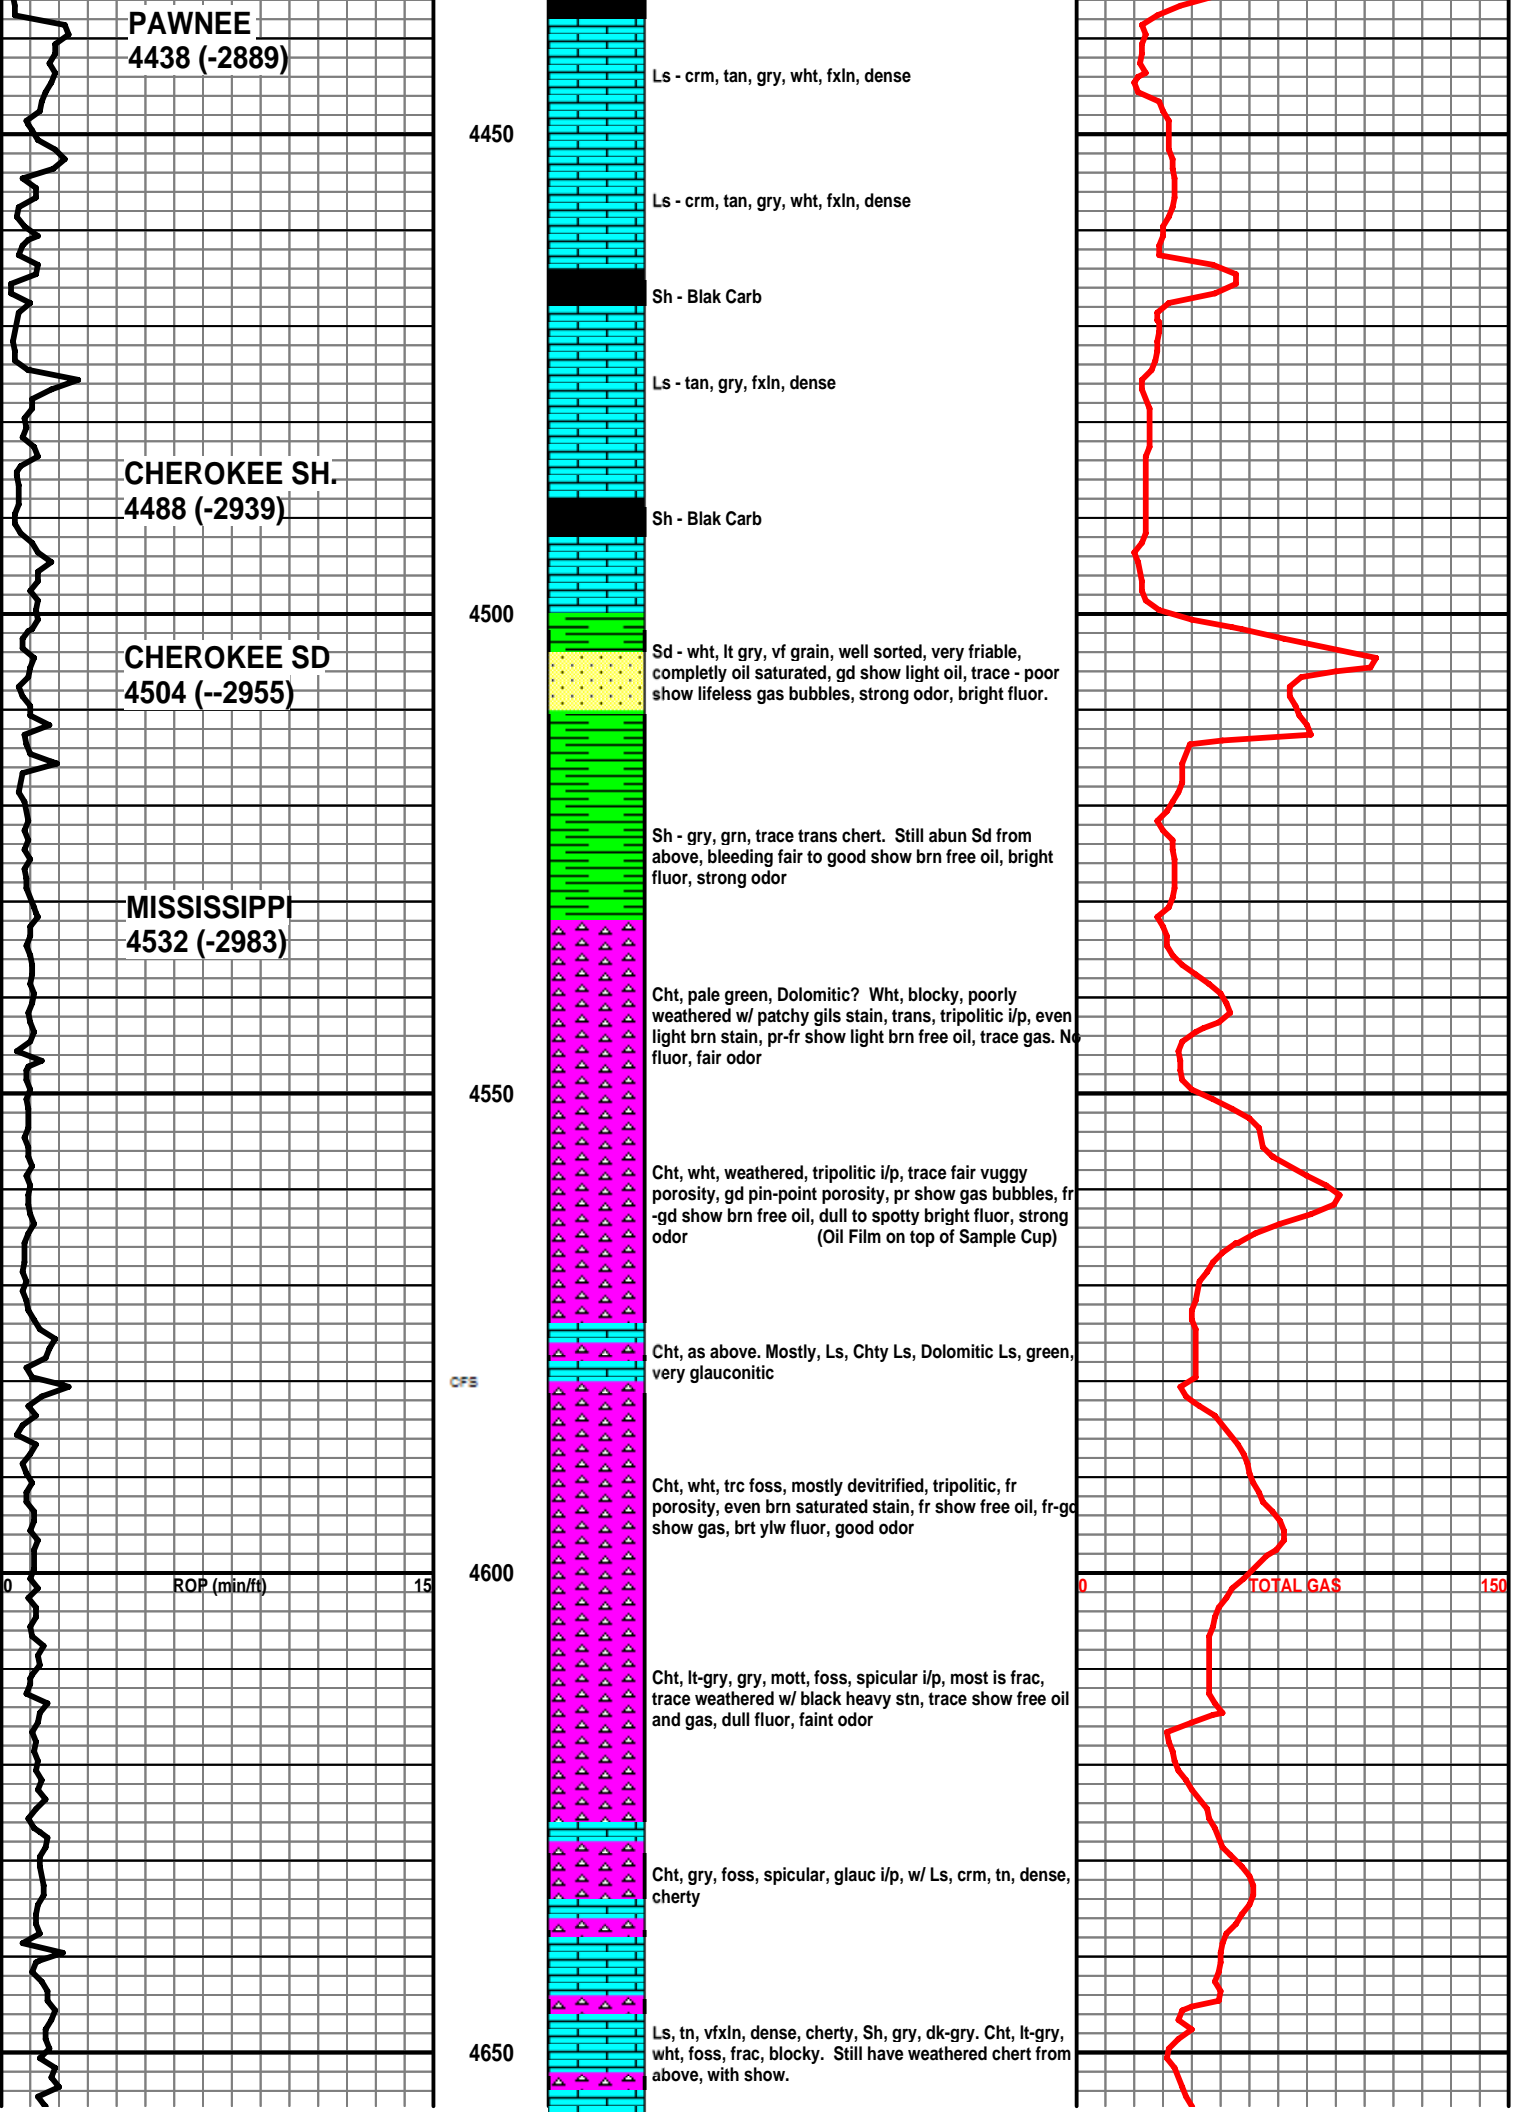 PAWNEE
4438 (-2889)
Ls - crm, tan, gry, wht, fxln, dense
4450
Ls - crm, tan, gry, wht, fxln, dense
Sh - Blak Carb
Ls - tan, gry, fxln, dense
CHEROKEE SH.
4488 (-2939)
Sh - Blak Carb
4500
CHEROKEE SD
4504 (--2955)
Sd - wht, lt gry, vf grain, well sorted, very friable,
completly oil saturated, gd show light oil, trace - poor
show lifeless gas bubbles, strong odor, bright fluor.
Sh - gry, grn, trace trans chert.  Still abun Sd from
above, bleeding fair to good show brn free oil, bright
fluor, strong odor
MISSISSIPPI
4532 (-2983)
Cht, pale green, Dolomitic?  Wht, blocky, poorly
weathered w/ patchy gils stain, trans, tripolitic i/p, even
light brn stain, pr-fr show light brn free oil, trace gas. No
fluor, fair odor
4550
Cht, wht, weathered, tripolitic i/p, trace fair vuggy
porosity, gd pin-point porosity, pr show gas bubbles, fr
-gd show brn free oil, dull to spotty bright fluor, strong
odor (Oil Film on top of Sample Cup)
Cht, as above. Mostly, Ls, Chty Ls, Dolomitic Ls, green,
very glauconitic
CFS
Cht, wht, trc foss, mostly devitrified, tripolitic, fr
porosity, even brn saturated stain, fr show free oil, fr-gd
show gas, brt ylw fluor, good odor
4600
0 ROP (min/ft) 15
0 TOTAL GAS 150
Cht, lt-gry, gry, mott, foss, spicular i/p, most is frac,
trace weathered w/ black heavy stn, trace show free oil
and gas, dull fluor, faint odor
Cht, gry, foss, spicular, glauc i/p, w/ Ls, crm, tn, dense,
cherty
4650
Ls, tn, vfxln, dense, cherty, Sh, gry, dk-gry. Cht, lt-gry,
wht, foss, frac, blocky.  Still have weathered chert from
above, with show.